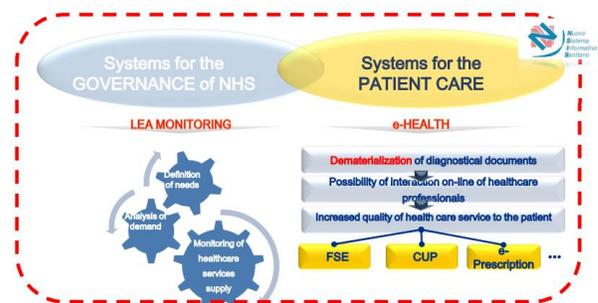 Systems for the
GOVERNANCE of NHS
Systems for the
PATIENT CARE
Nuovo
Sistema
Informativo
Sanitario
LEA MONITORING
e-HEALTH
Definition
of needs
Analysis of
demand
Monitoring of
healthcare
services
supply
Dematerialization of diagnostical documents
Possibility of interaction on-line of healthcare
professionals
Increased quality of health care service to the patient
FSE
CUP
e-
Prescription
...